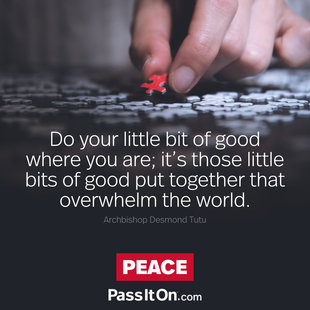 Do your little bit of good
where you are; it's those little
bits of good put together that
overwhelm the world.
Archbishop Desmond Tutu
PEACE
PassItOn.com